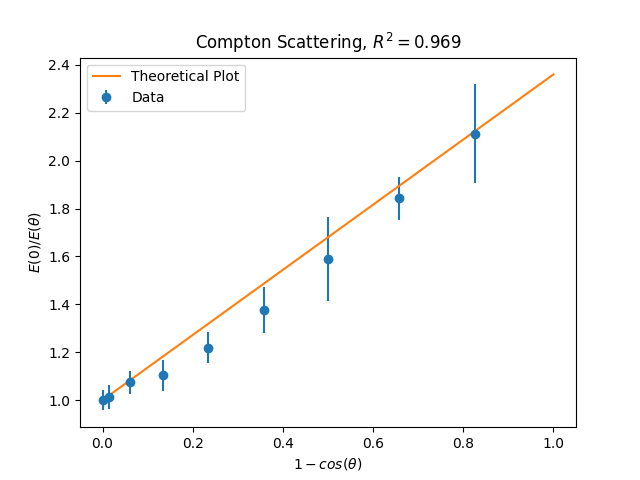 Compton Scattering, $R^2 = 0.969$
Theoretical Plot
Data
E(0)/E(θ)
2.4
2.2
2.0
1.8
1.6
1.4
1.2
1.0
0.0 0.2 0.4 0.6 0.8 1.0
1 − cos(θ)